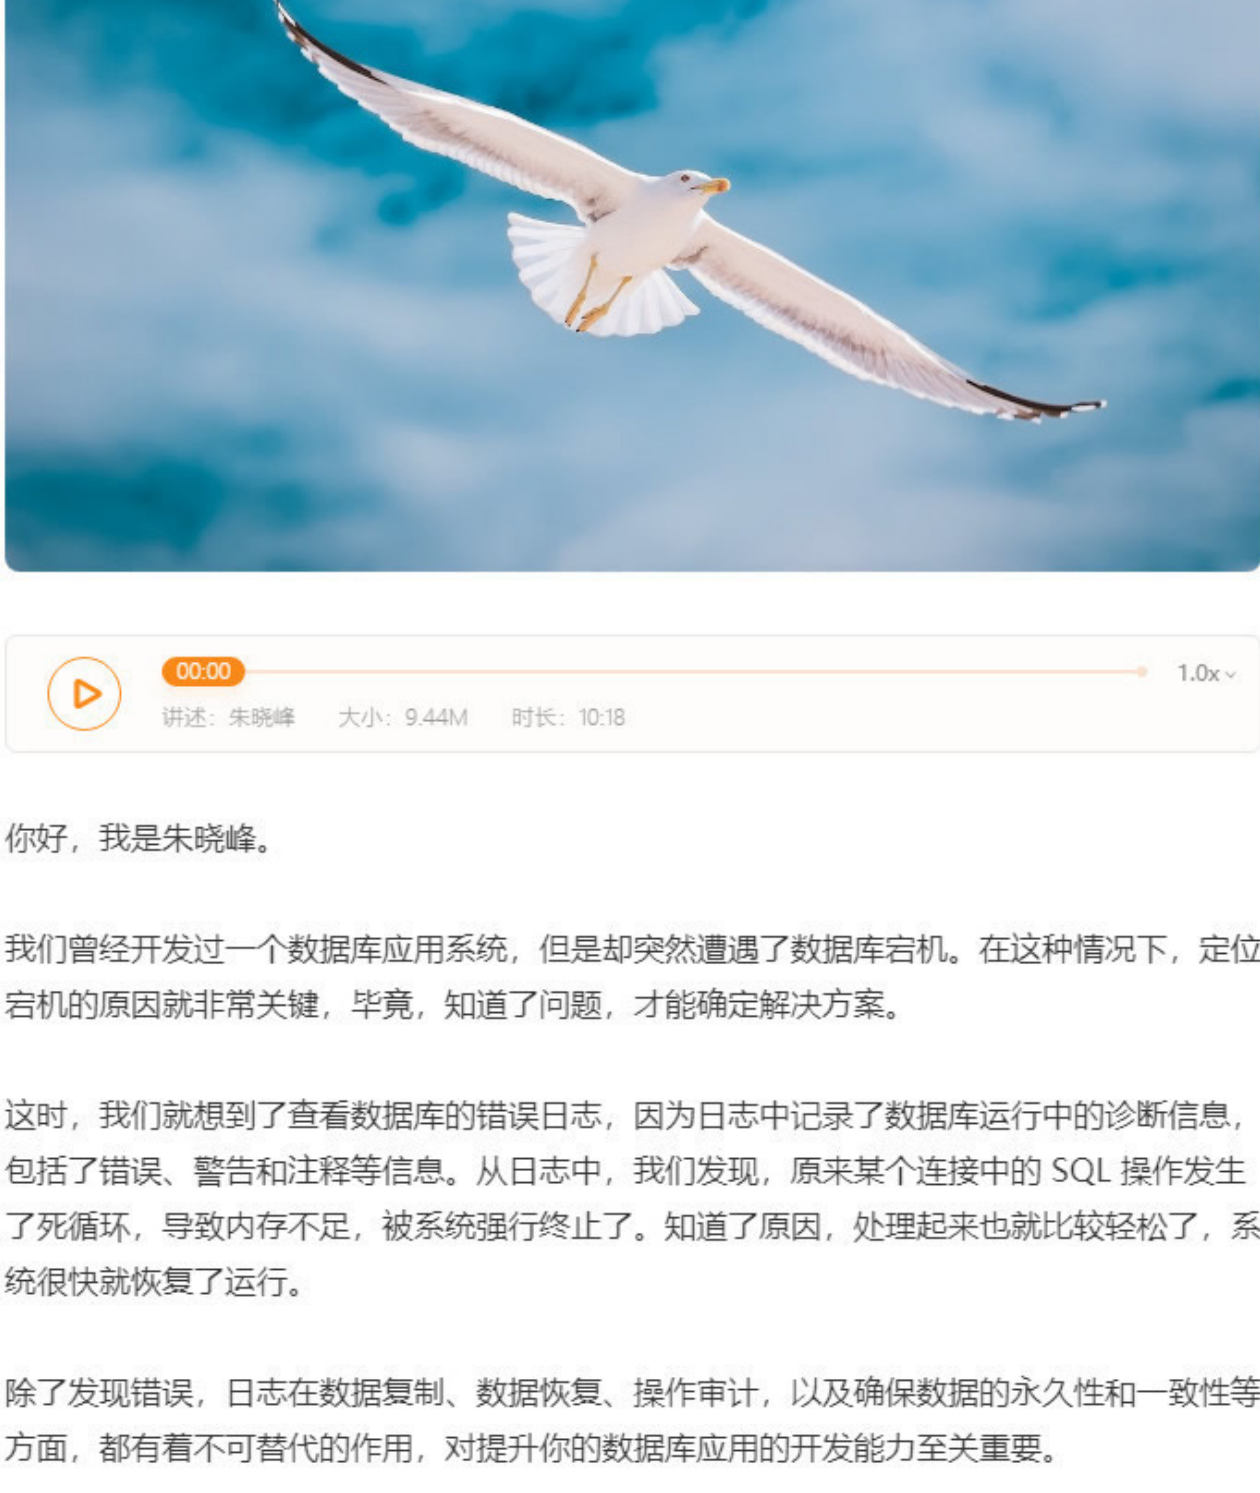 00:00
1.0x
讲述：朱晓峰 大小：9.44M 时长：10:18
你好，我是朱晓峰。
我们曾经开发过一个数据库应用系统，但是却突然遭遇了数据库宕机。在这种情况下，定位
宕机的原因就非常关键，毕竟，知道了问题，才能确定解决方案。
这时，我们就想到了查看数据库的错误日志，因为日志中记录了数据库运行中的诊断信息，
包括了错误、警告和注释等信息。从日志中，我们发现，原来某个连接中的 SQL 操作发生
了死循环，导致内存不足，被系统强行终止了。知道了原因，处理起来也就比较轻松了，系
统很快就恢复了运行。
除了发现错误，日志在数据复制、数据恢复、操作审计，以及确保数据的永久性和一致性等
方面，都有着不可替代的作用，对提升你的数据库应用的开发能力至关重要。